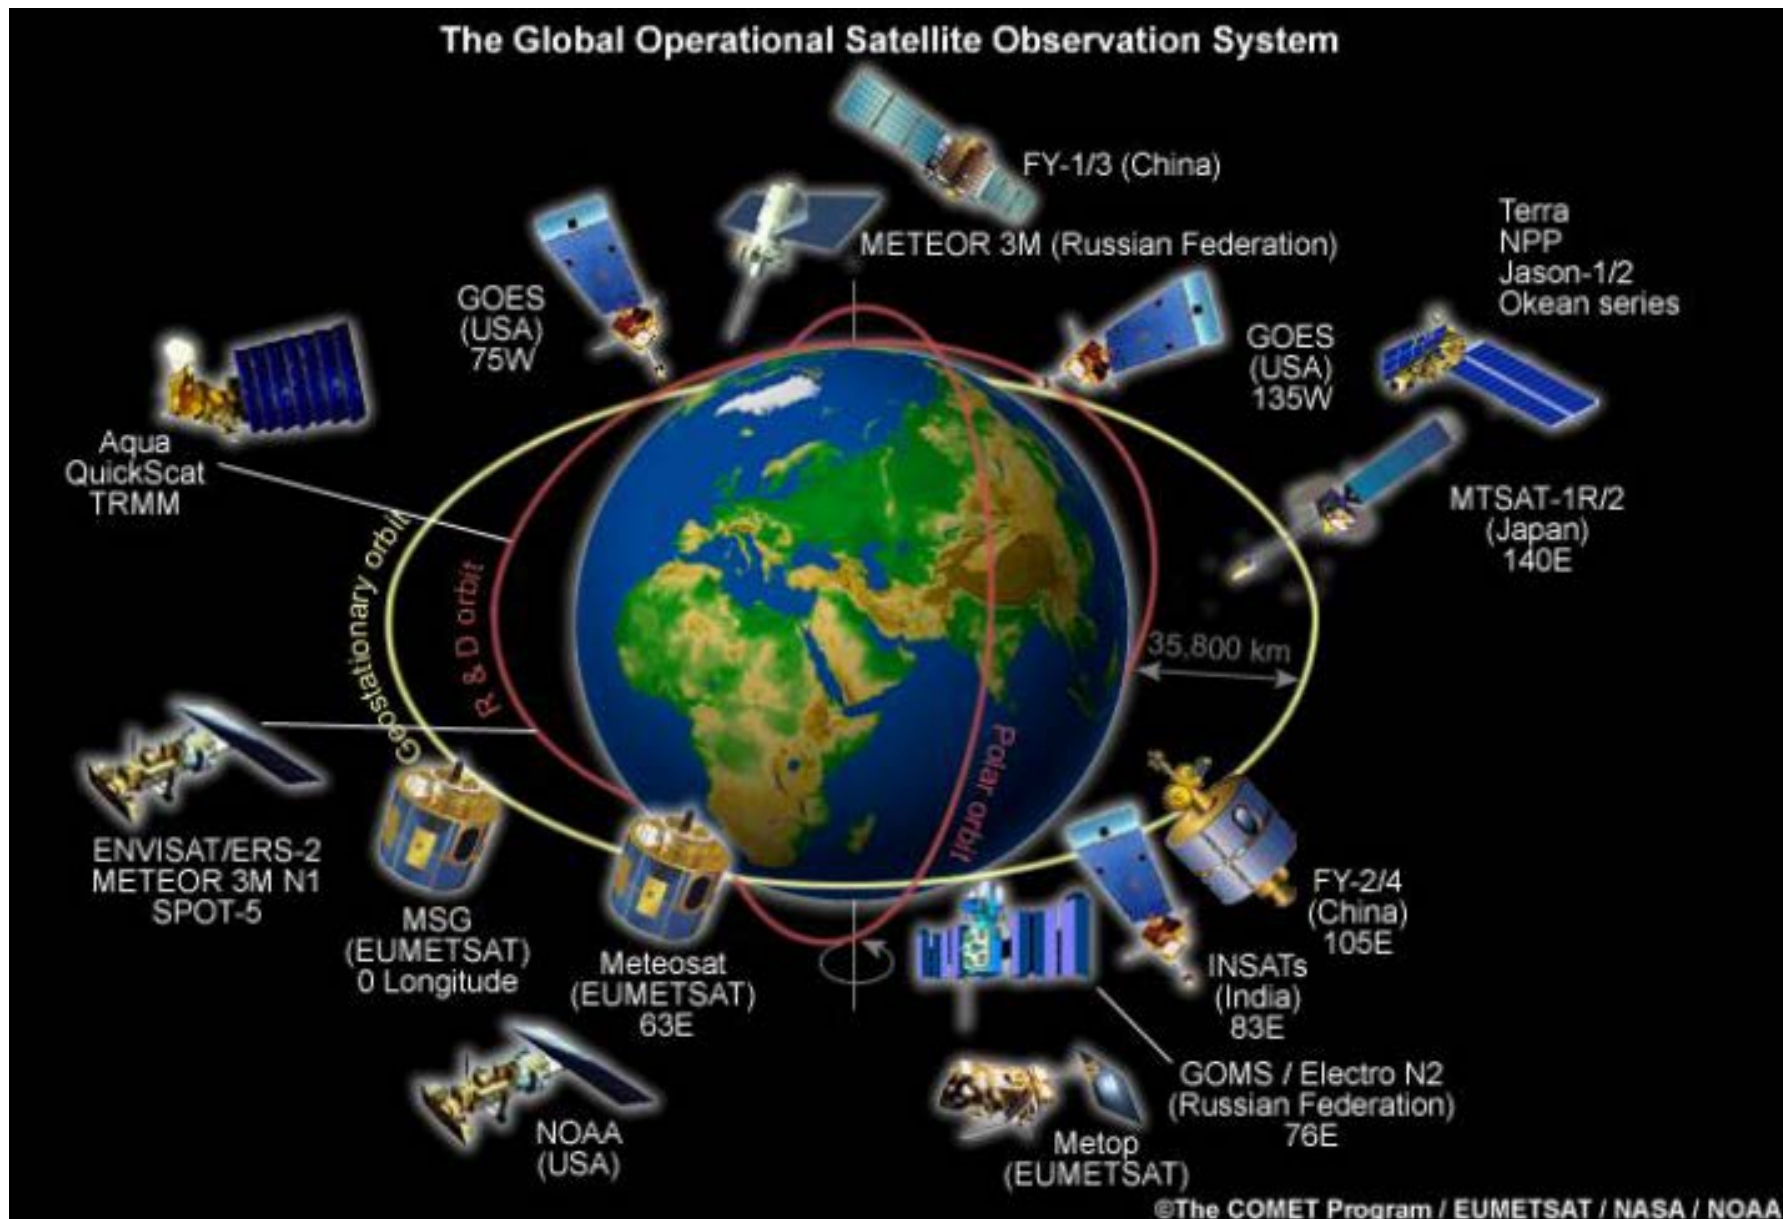 The Global Operational Satellite Observation System
FY-1/3 (China)
METEOR 3M (Russian Federation)
Terra
NPP
Jason-1/2
Okean series
GOES
(USA)
75W
GOES
(USA)
135W
Aqua
QuickScat
TRMM
MTSAT-1R/2
(Japan)
140E
Geostationary orbit
R & D orbit
35,800 km
Polar orbit
ENVISAT/ERS-2
METEOR 3M N1
SPOT-5
MSG
(EUMETSAT)
0 Longitude
Meteosat
(EUMETSAT)
63E
FY-2/4
(China)
105E
INSATs
(India)
83E
GOMS / Electro N2
(Russian Federation)
76E
NOAA
(USA)
Metop
(EUMETSAT)
©The COMET Program / EUMETSAT / NASA / NOAA